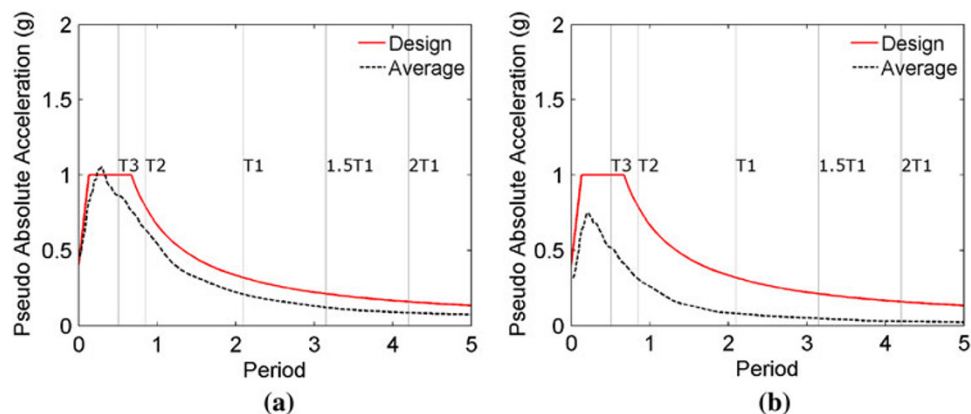 Pseudo Absolute Acceleration (g)
2
1.5
1
0.5
0
Design
Average
T3 T2 T1 1.5T1 2T1
0 1 2 3 4 5
Period
(a)
Pseudo Absolute Acceleration (g)
2
1.5
1
0.5
0
Design
Average
T3 T2 T1 1.5T1 2T1
0 1 2 3 4 5
Period
(b)